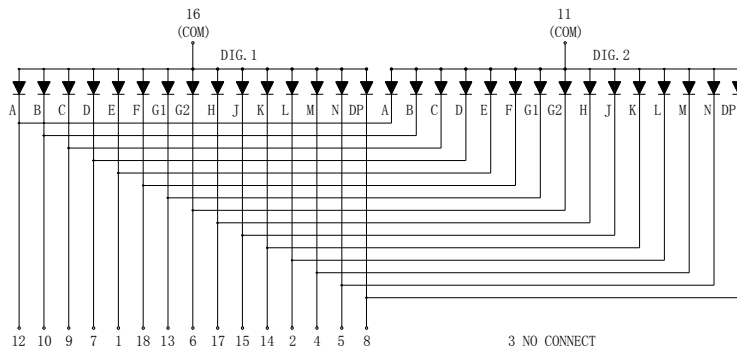 16
(COM)
11
(COM)
DIG.1
DIG.2
A B C D E F G1 G2 H J K L M N DP
A B C D E F G1 G2 H J K L M N DP
12 10 9 7 1 18 13 6 17 15 14 2 4 5 8
3 NO CONNECT